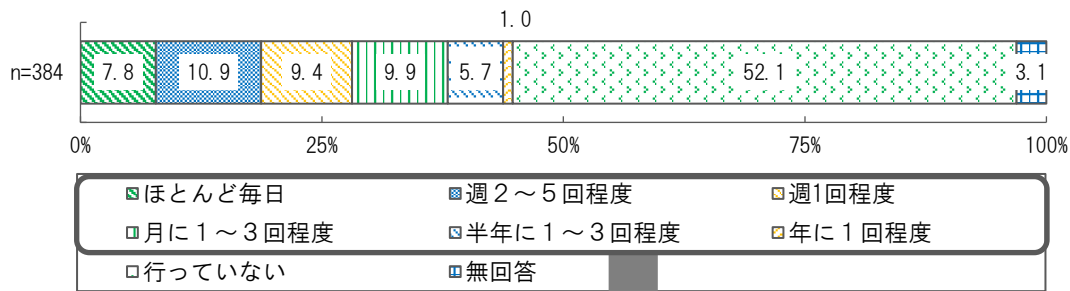 1.0
n=384 7.8 10.9 9.4 9.9 5.7 52.1 3.1
0% 25% 50% 75% 100%
ほとんど毎日 週２～５回程度 週1回程度
月に１～３回程度 半年に１～３回程度 年に１回程度
行っていない 無回答